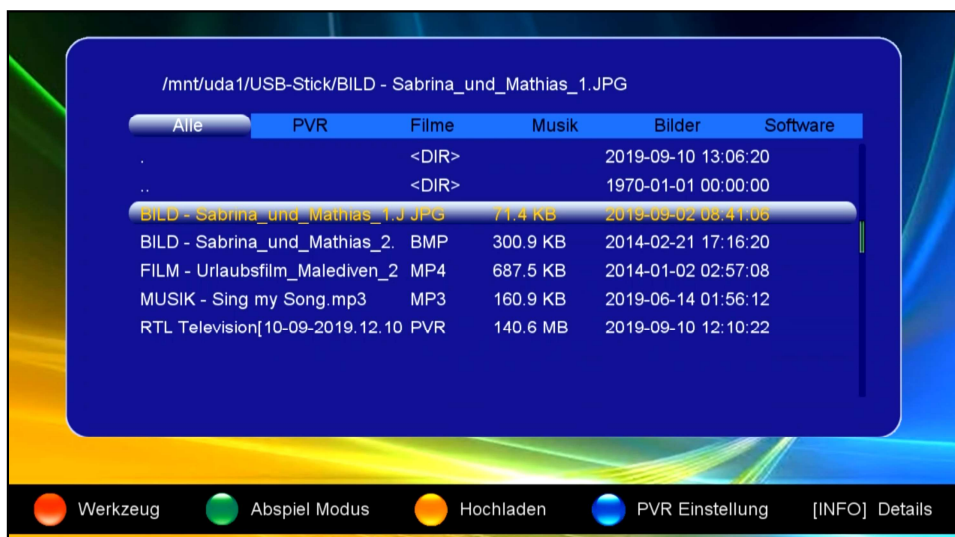 /mnt/uda1/USB-Stick/BILD - Sabrina_und_Mathias_1.JPG
Alle PVR Filme Musik Bilder Software
. <DIR> 2019-09-10 13:06:20
.. <DIR> 1970-01-01 00:00:00
BILD - Sabrina_und_Mathias_1.J JPG 71.4 KB 2019-09-02 08:41:06
BILD - Sabrina_und_Mathias_2. BMP 300.9 KB 2014-02-21 17:16:20
FILM - Urlaubsfilm_Malediven_2 MP4 687.5 KB 2014-01-02 02:57:08
MUSIK - Sing my Song.mp3 MP3 160.9 KB 2019-06-14 01:56:12
RTL Television[10-09-2019.12.10 PVR 140.6 MB 2019-09-10 12:10:22
Werkzeug Abspiel Modus Hochladen PVR Einstellung [INFO] Details